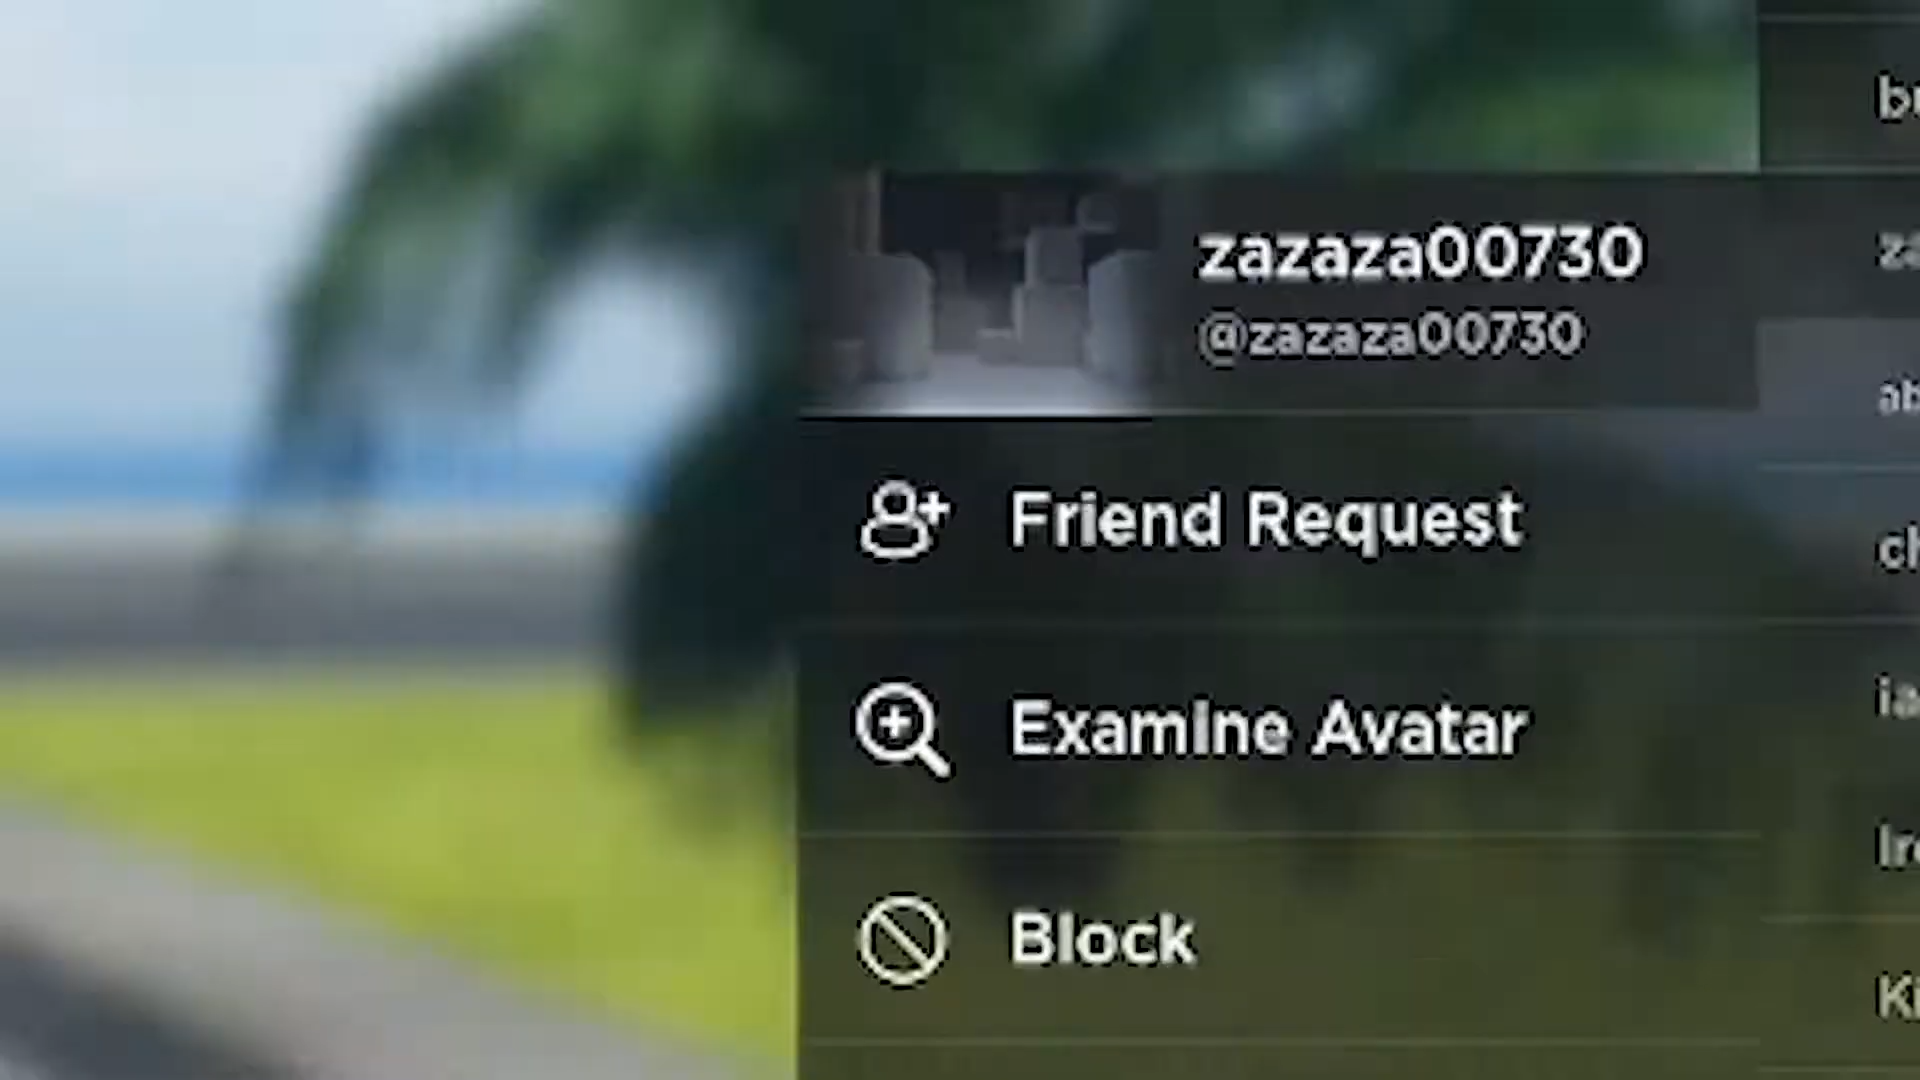 zazaza00730
@zazaza00730
Friend Request
Examine Avatar
Block